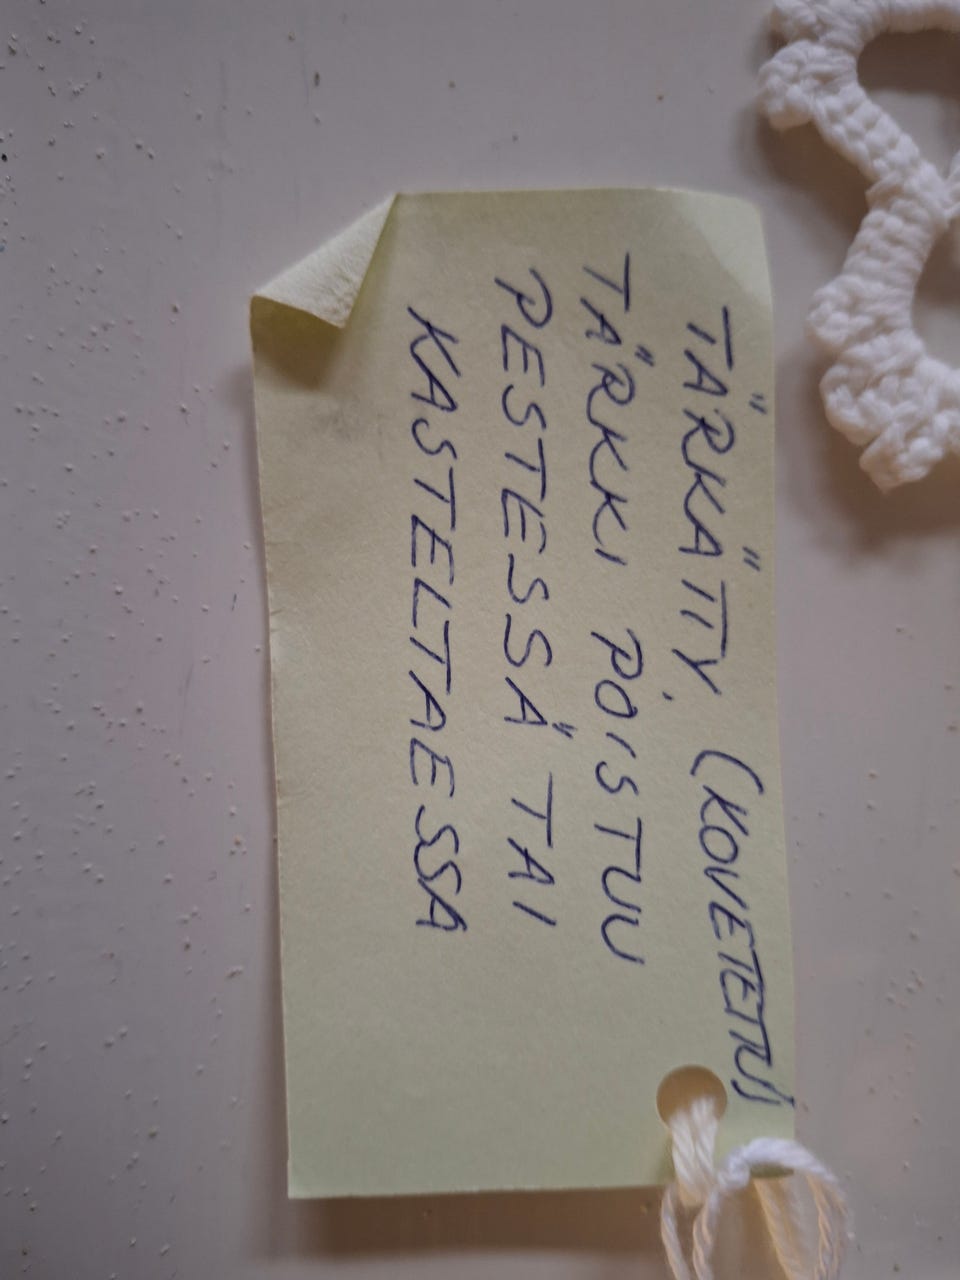 TÄRKÄTTY. (KOVETETTU)
TÄRKKI POISTUU
PESTESSÄ TAI
KASTELTAESSA